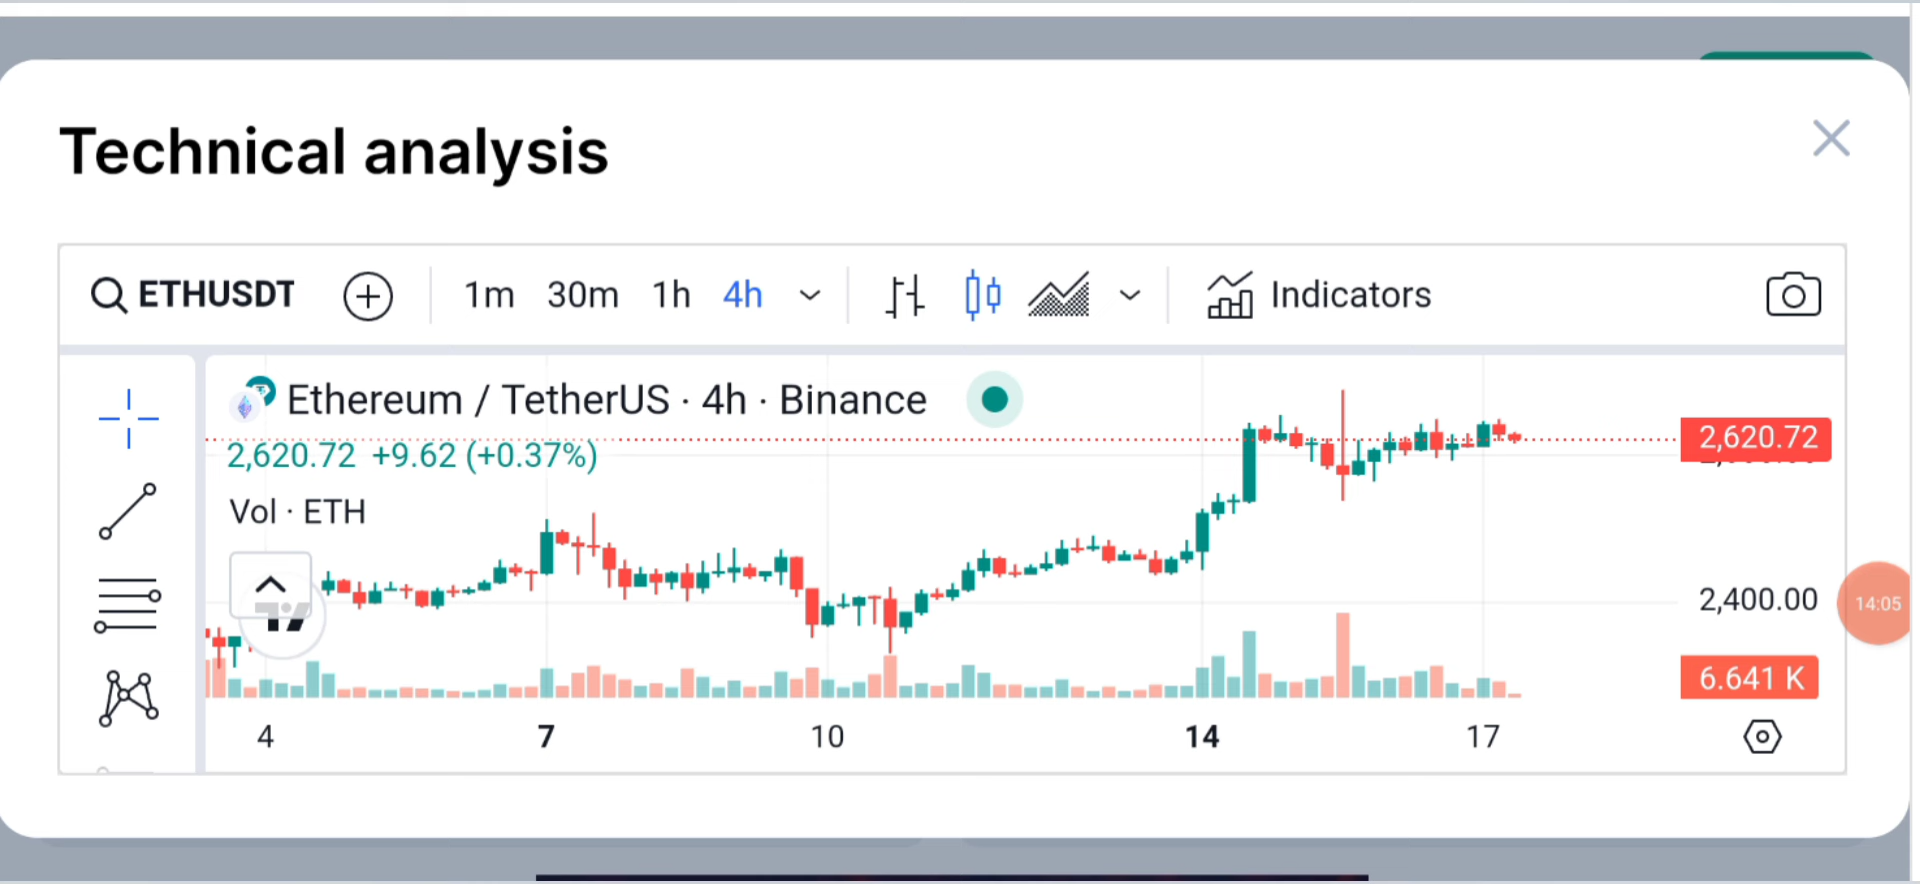 Technical analysis
ETHUSDT 1m 30m 1h 4h Indicators
Ethereum / TetherUS · 4h · Binance
2,620.72 +9.62 (+0.37%)
2,620.72
Vol · ETH
2,400.00
14:05
6.641 K
4 7 10 14 17